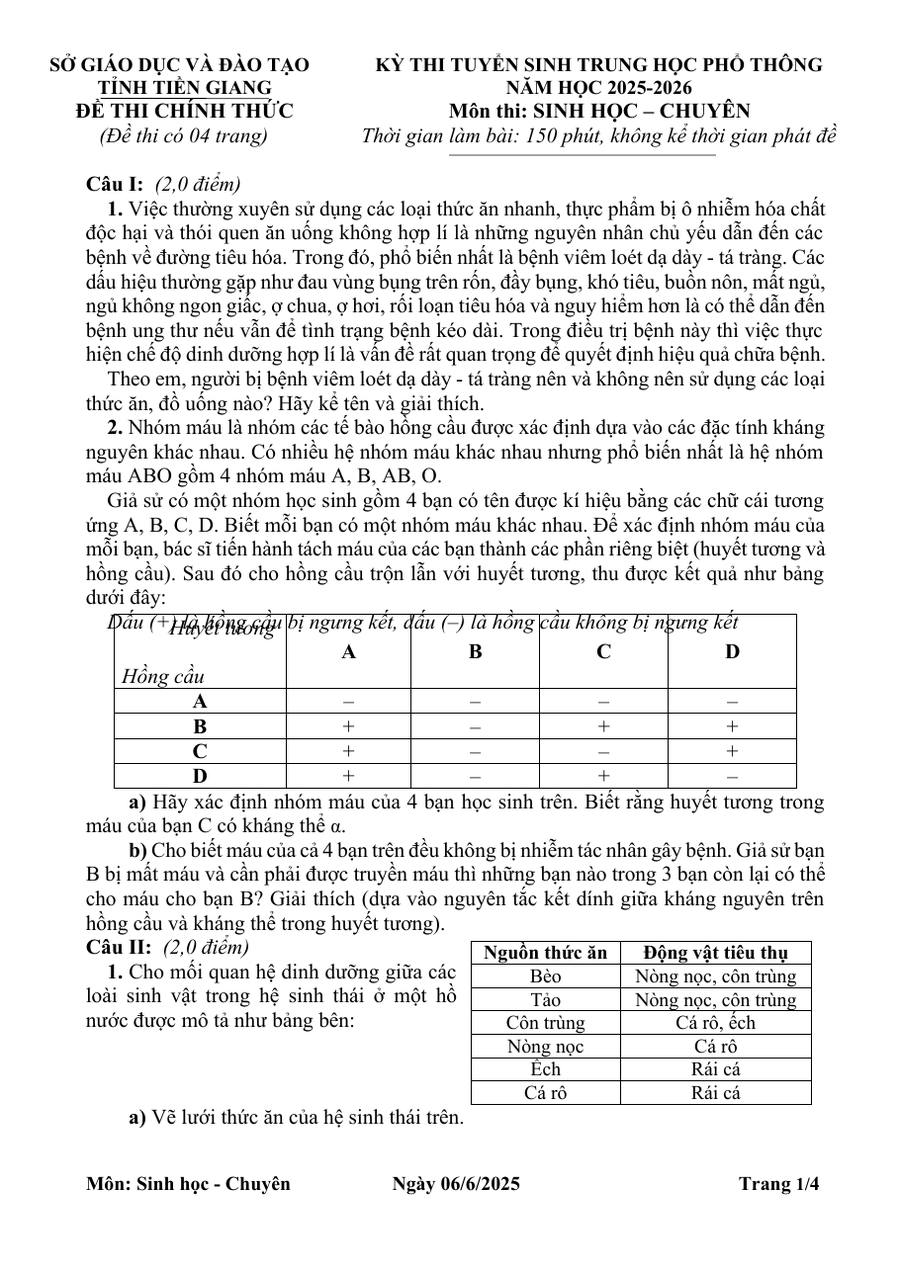 SỞ GIÁO DỤC VÀ ĐÀO TẠO
TỈNH TIỀN GIANG
ĐỀ THI CHÍNH THỨC
(Đề thi có 04 trang)
KỲ THI TUYỂN SINH TRUNG HỌC PHỔ THÔNG
NĂM HỌC 2025-2026
Môn thi: SINH HỌC – CHUYÊN
Thời gian làm bài: 150 phút, không kể thời gian phát đề
Câu I: (2,0 điểm)
1. Việc thường xuyên sử dụng các loại thức ăn nhanh, thực phẩm bị ô nhiễm hóa chất
độc hại và thói quen ăn uống không hợp lí là những nguyên nhân chủ yếu dẫn đến các
bệnh về đường tiêu hóa. Trong đó, phổ biến nhất là bệnh viêm loét dạ dày - tá tràng. Các
dấu hiệu thường gặp như đau vùng bụng trên rốn, đầy bụng, khó tiêu, buồn nôn, mất ngủ,
ngủ không ngon giấc, ợ chua, ợ hơi, rối loạn tiêu hóa và nguy hiểm hơn là có thể dẫn đến
bệnh ung thư nếu vẫn để tình trạng bệnh kéo dài. Trong điều trị bệnh này thì việc thực
hiện chế độ dinh dưỡng hợp lí là vấn đề rất quan trọng để quyết định hiệu quả chữa bệnh.
Theo em, người bị bệnh viêm loét dạ dày - tá tràng nên và không nên sử dụng các loại
thức ăn, đồ uống nào? Hãy kể tên và giải thích.
2. Nhóm máu là nhóm các tế bào hồng cầu được xác định dựa vào các đặc tính kháng
nguyên khác nhau. Có nhiều hệ nhóm máu khác nhau nhưng phổ biến nhất là hệ nhóm
máu ABO gồm 4 nhóm máu A, B, AB, O.
Giả sử có một nhóm học sinh gồm 4 bạn có tên được kí hiệu bằng các chữ cái tương
ứng A, B, C, D. Biết mỗi bạn có một nhóm máu khác nhau. Để xác định nhóm máu của
mỗi bạn, bác sĩ tiến hành tách máu của các bạn thành các phần riêng biệt (huyết tương và
hồng cầu). Sau đó cho hồng cầu trộn lẫn với huyết tương, thu được kết quả như bảng
dưới đây:
Dấu (+) là hồng cầu bị ngưng kết, dấu (–) là hồng cầu không bị ngưng kết
Huyết tương
Hồng cầu
A B C D
A – – – –
B + – + +
C + – – +
D + – + –
a) Hãy xác định nhóm máu của 4 bạn học sinh trên. Biết rằng huyết tương trong
máu của bạn C có kháng thể α.
b) Cho biết máu của cả 4 bạn trên đều không bị nhiễm tác nhân gây bệnh. Giả sử bạn
B bị mất máu và cần phải được truyền máu thì những bạn nào trong 3 bạn còn lại có thể
cho máu cho bạn B? Giải thích (dựa vào nguyên tắc kết dính giữa kháng nguyên trên
hồng cầu và kháng thể trong huyết tương).
Câu II: (2,0 điểm)
1. Cho mối quan hệ dinh dưỡng giữa các
loài sinh vật trong hệ sinh thái ở một hồ
nước được mô tả như bảng bên:
Nguồn thức ăn Động vật tiêu thụ
Bèo Nòng nọc, côn trùng
Tảo Nòng nọc, côn trùng
Côn trùng Cá rô, ếch
Nòng nọc Cá rô
Ếch Rái cá
Cá rô Rái cá
a) Vẽ lưới thức ăn của hệ sinh thái trên.
Môn: Sinh học - Chuyên Ngày 06/6/2025 Trang 1/4